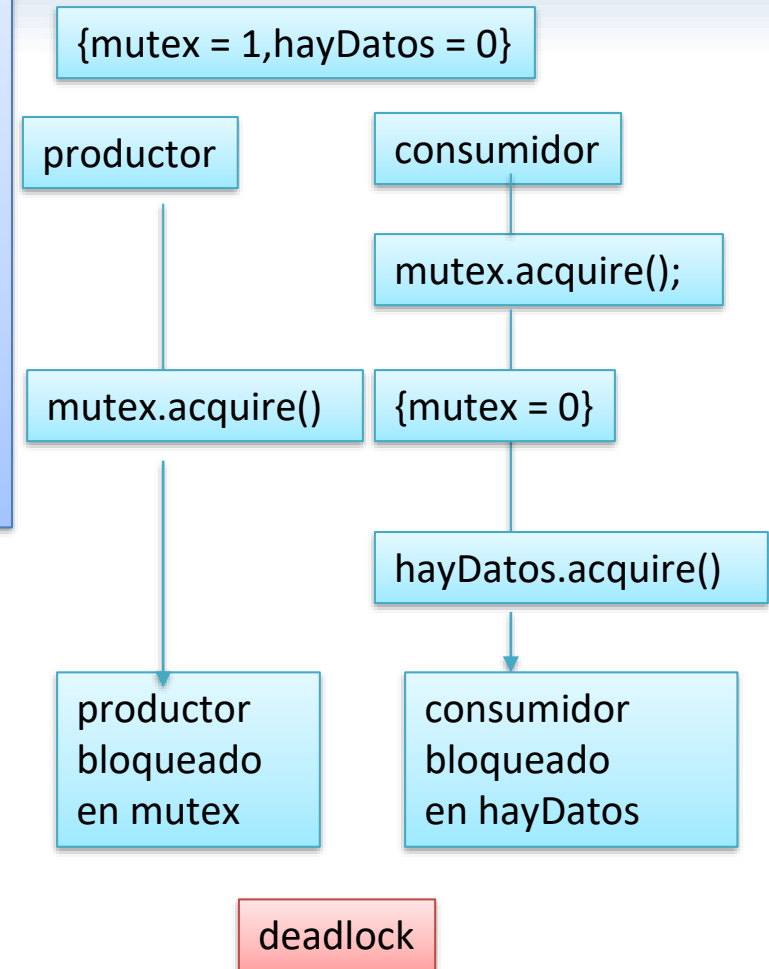 {mutex = 1,hayDatos = 0}
productor
consumidor
mutex.acquire();
mutex.acquire()
{mutex = 0}
hayDatos.acquire()
productor
bloqueado
en mutex
consumidor
bloqueado
en hayDatos
deadlock